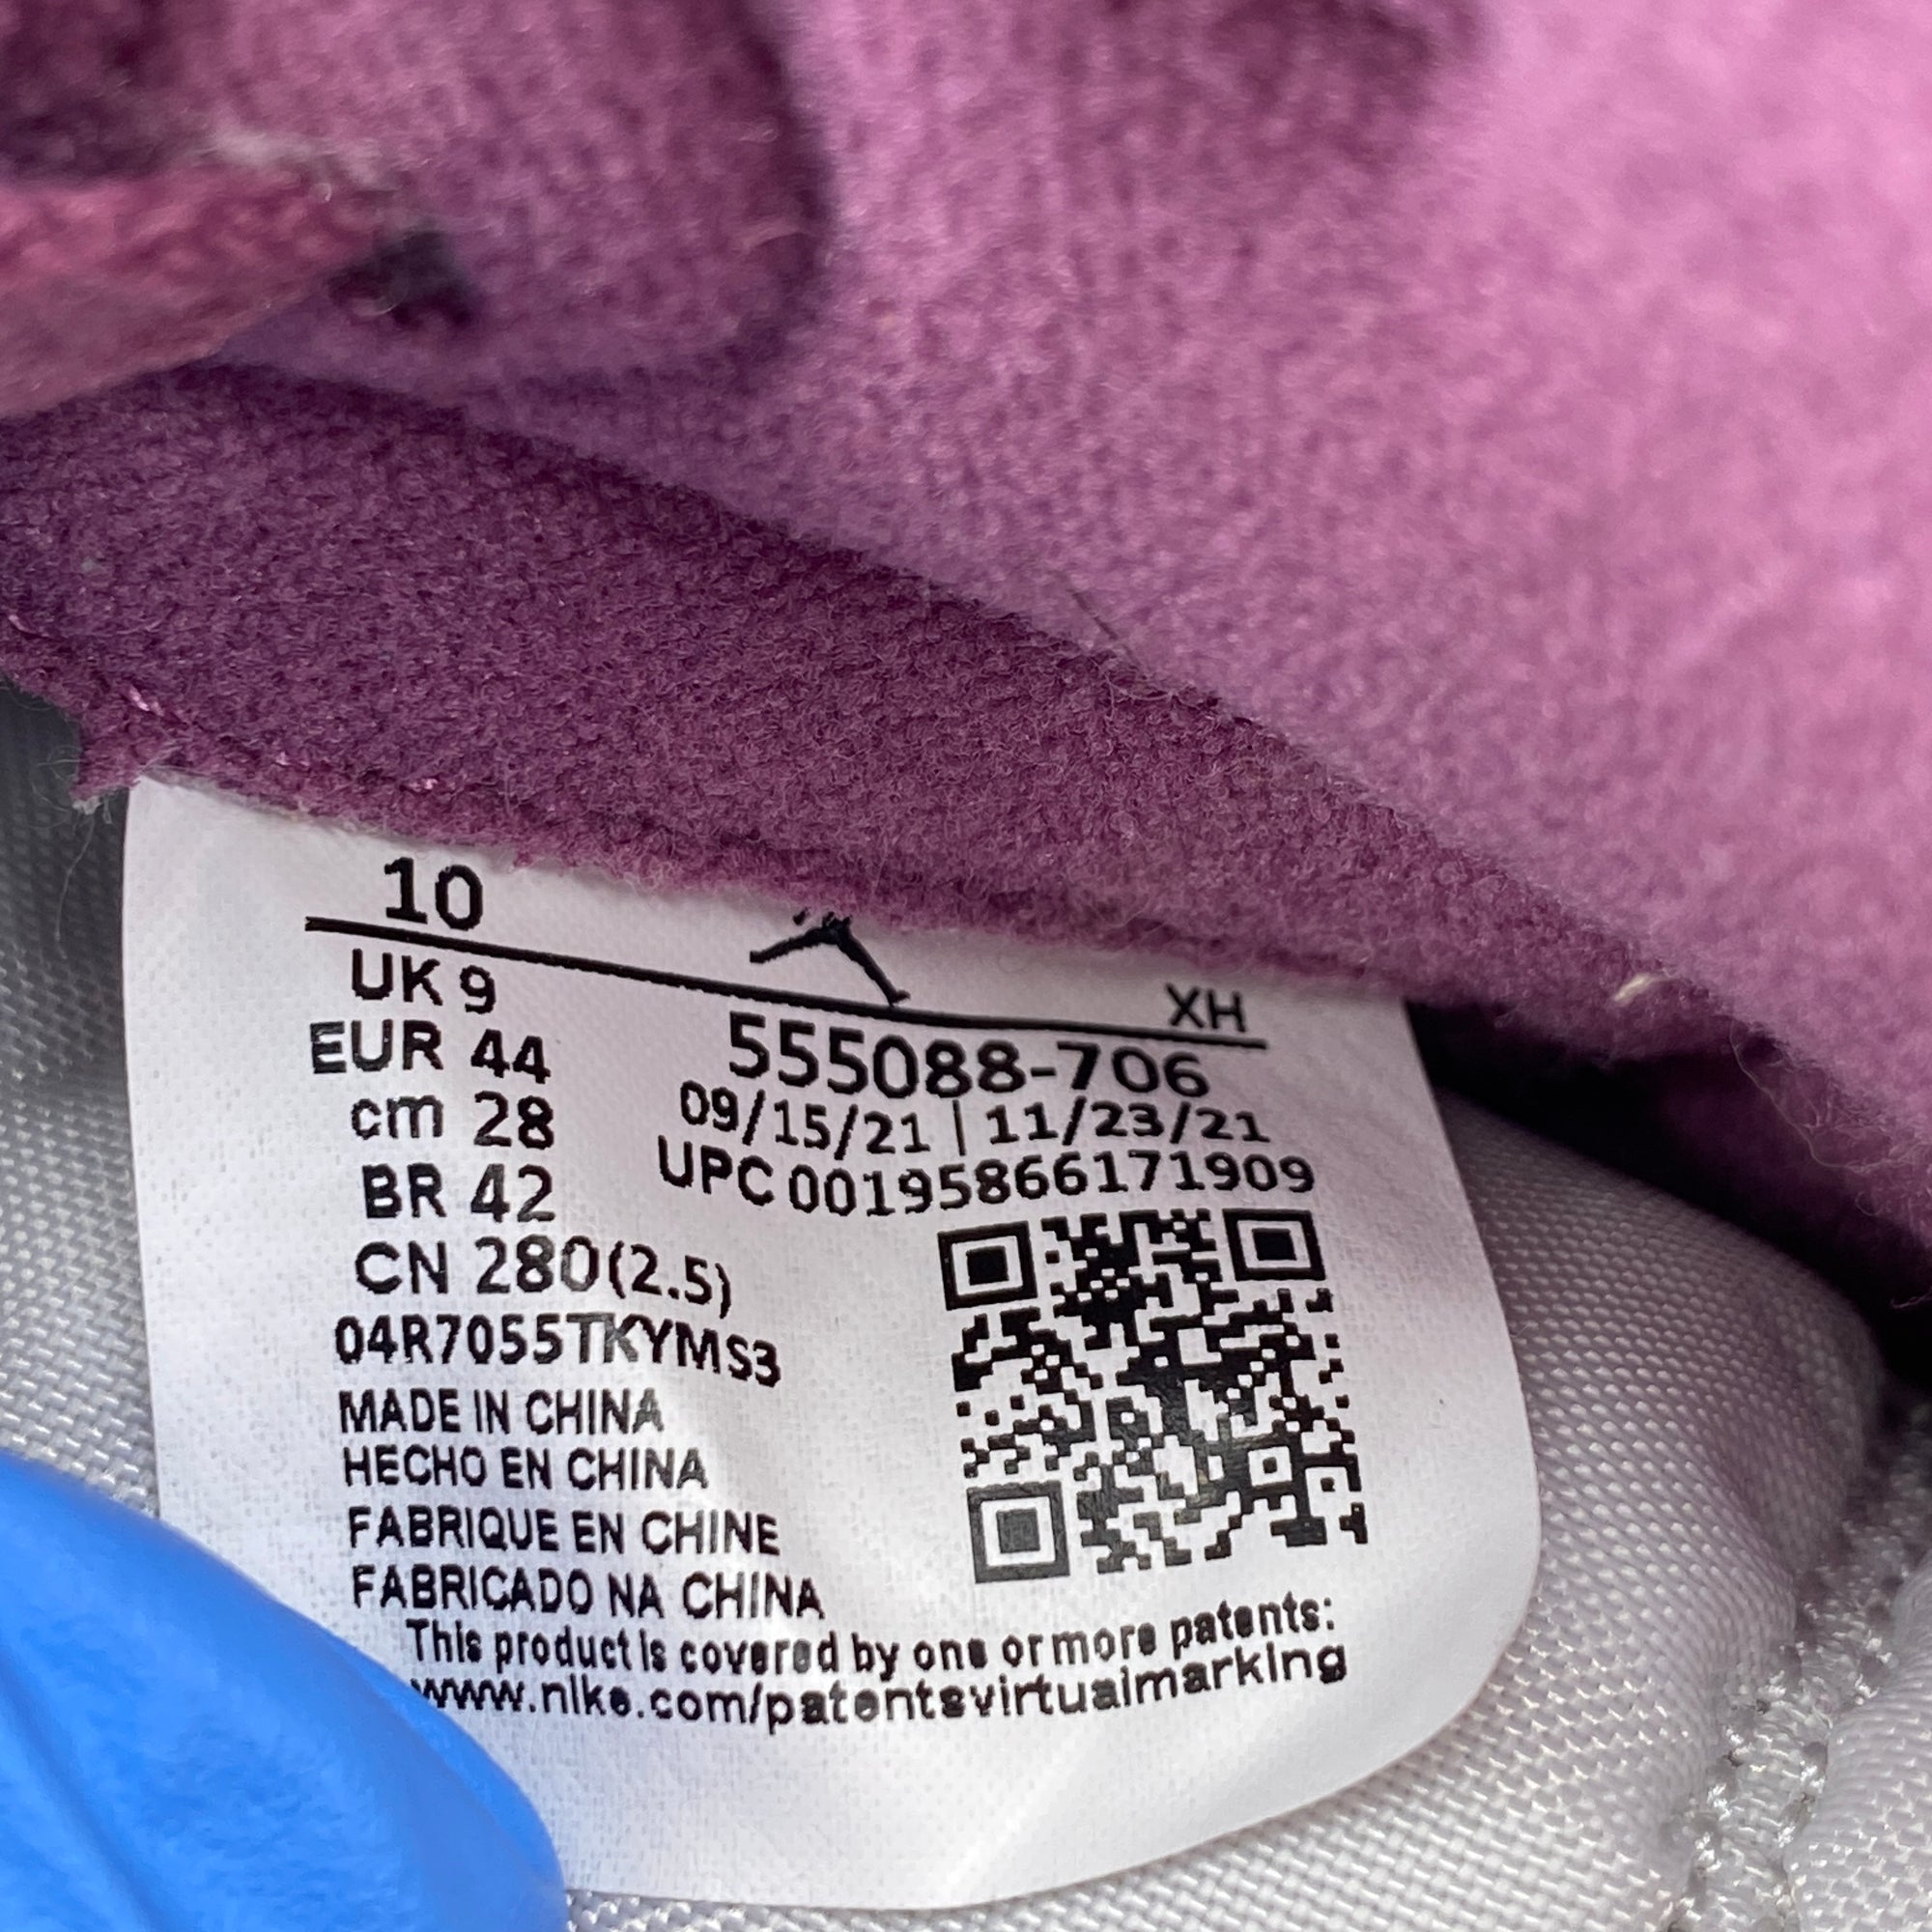 10
XH
UK 9
EUR 44
cm 28
BR 42
CN 280(2.5)
555088-706
09/15/21 | 11/23/21
UPC 00195866171909
04R7055TKYMS3
MADE IN CHINA
HECHO EN CHINA
FABRIQUE EN CHINE
FABRICADO NA CHINA
This product is covered by one or more patents:
www.nike.com/patentsvirtualmarking